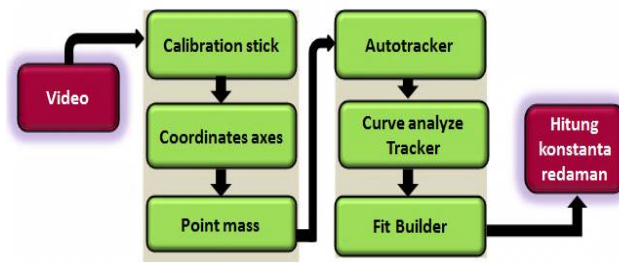 Video
Calibration stick
Coordinates axes
Point mass
Autotracker
Curve analyze
Tracker
Fit Builder
Hitung
konstanta
redaman